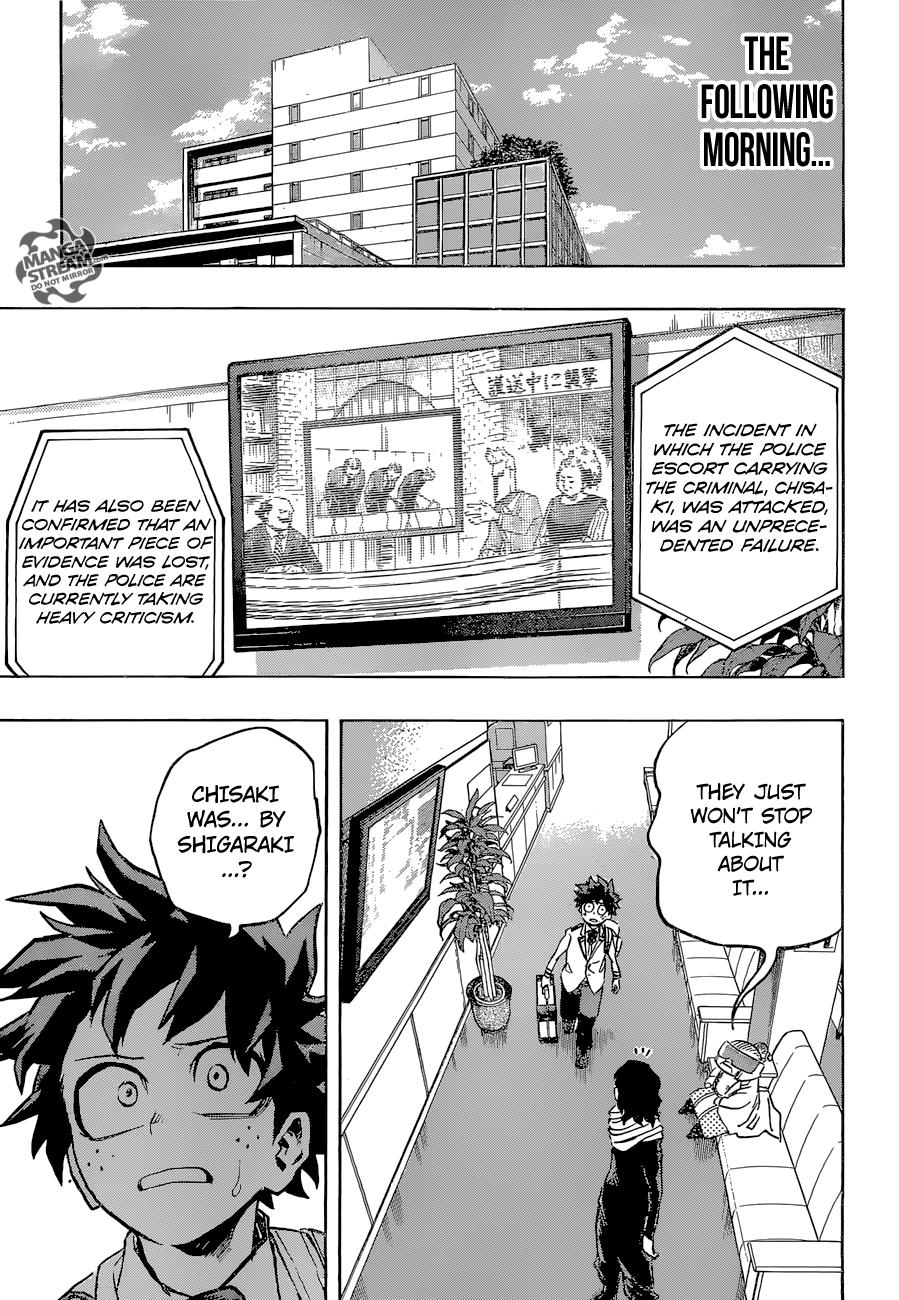 THE
FOLLOWING
MORNING...
MANGA
STREAM.com
DO NOT MIRROR
護送中に襲撃
THE INCIDENT IN
WHICH THE POLICE
ESCORT CARRYING
THE CRIMINAL, CHISA-
KI, WAS ATTACKED,
WAS AN UNPRECE-
DENTED FAILURE.
IT HAS ALSO BEEN
CONFIRMED THAT AN
IMPORTANT PIECE OF
EVIDENCE WAS LOST,
AND THE POLICE ARE
CURRENTLY TAKING
HEAVY CRITICISM.
THEY JUST
WON'T STOP
TALKING
ABOUT
IT...
CHISAKI
WAS... BY
SHIGARAKI
...?